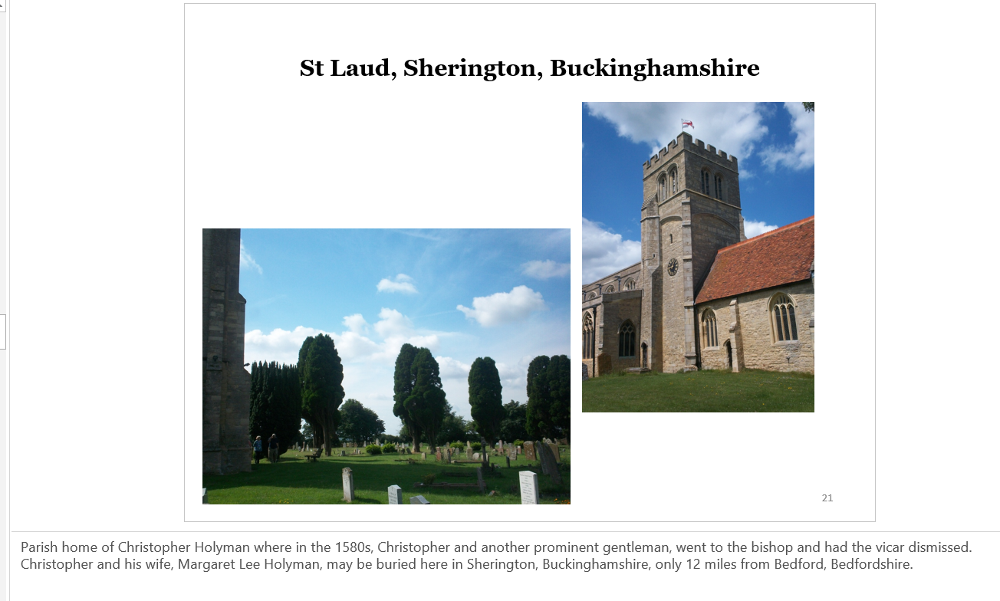 St Laud, Sherington, Buckinghamshire
21
Parish home of Christopher Holyman where in the 1580s, Christopher and another prominent gentleman, went to the bishop and had the vicar dismissed.
Christopher and his wife, Margaret Lee Holyman, may be buried here in Sherington, Buckinghamshire, only 12 miles from Bedford, Bedfordshire.